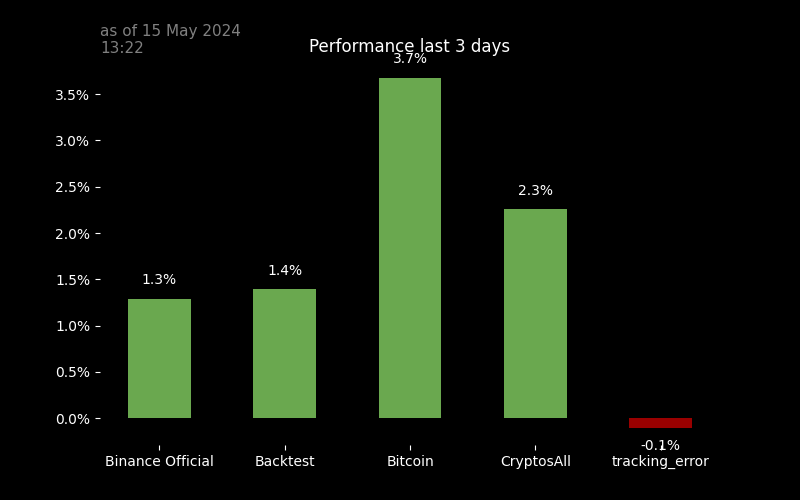 as of 15 May 2024
13:22
Performance last 3 days
3.7%
3.5%
3.0%
2.5%
2.3%
2.0%
1.5%
1.4%
1.3%
1.0%
0.5%
0.0%
-0.1%
Binance Official
Backtest
Bitcoin
CryptosAll
tracking_error